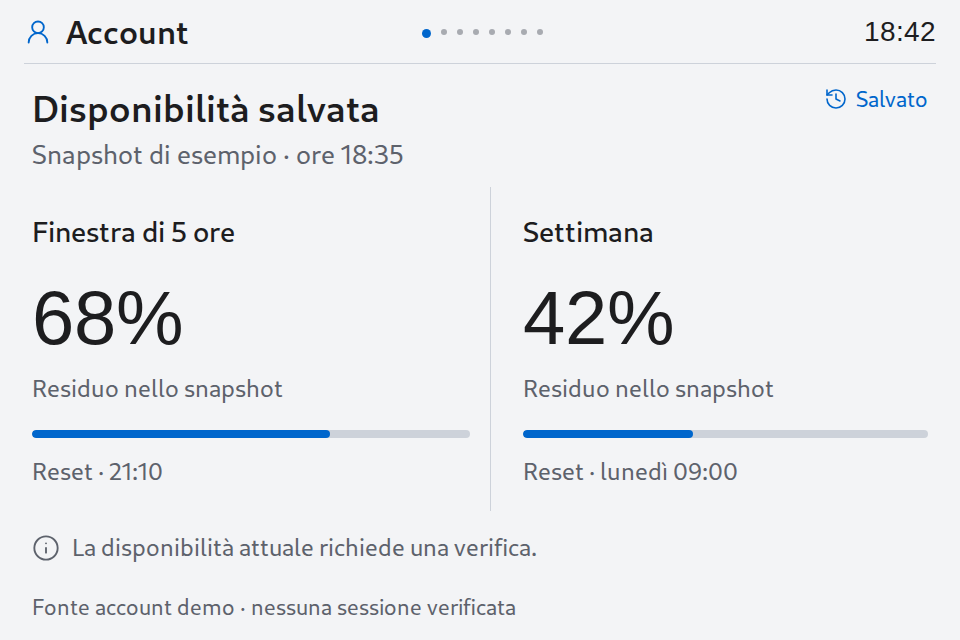 Account
18:42
Disponibilità salvata
Salvato
Snapshot di esempio · ore 18:35
Finestra di 5 ore
68%
Residuo nello snapshot
Reset · 21:10
Settimana
42%
Residuo nello snapshot
Reset · lunedì 09:00
La disponibilità attuale richiede una verifica.
Fonte account demo · nessuna sessione verificata